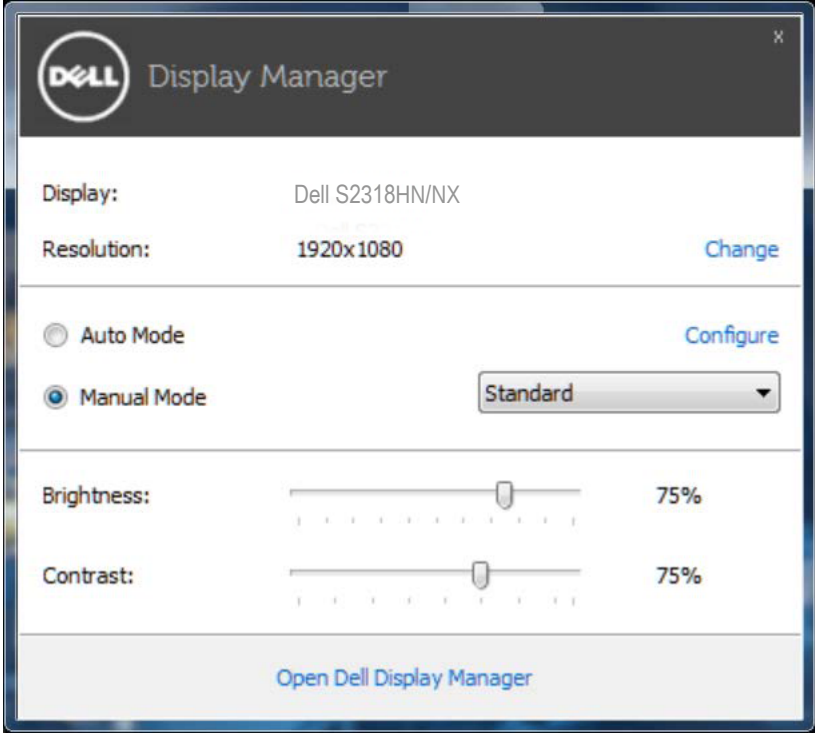 DELL Display Manager x
Display: Dell S2318HN/NX
Resolution: 1920x1080 Change
Auto Mode Configure
Manual Mode Standard
Brightness: 75%
Contrast: 75%
Open Dell Display Manager